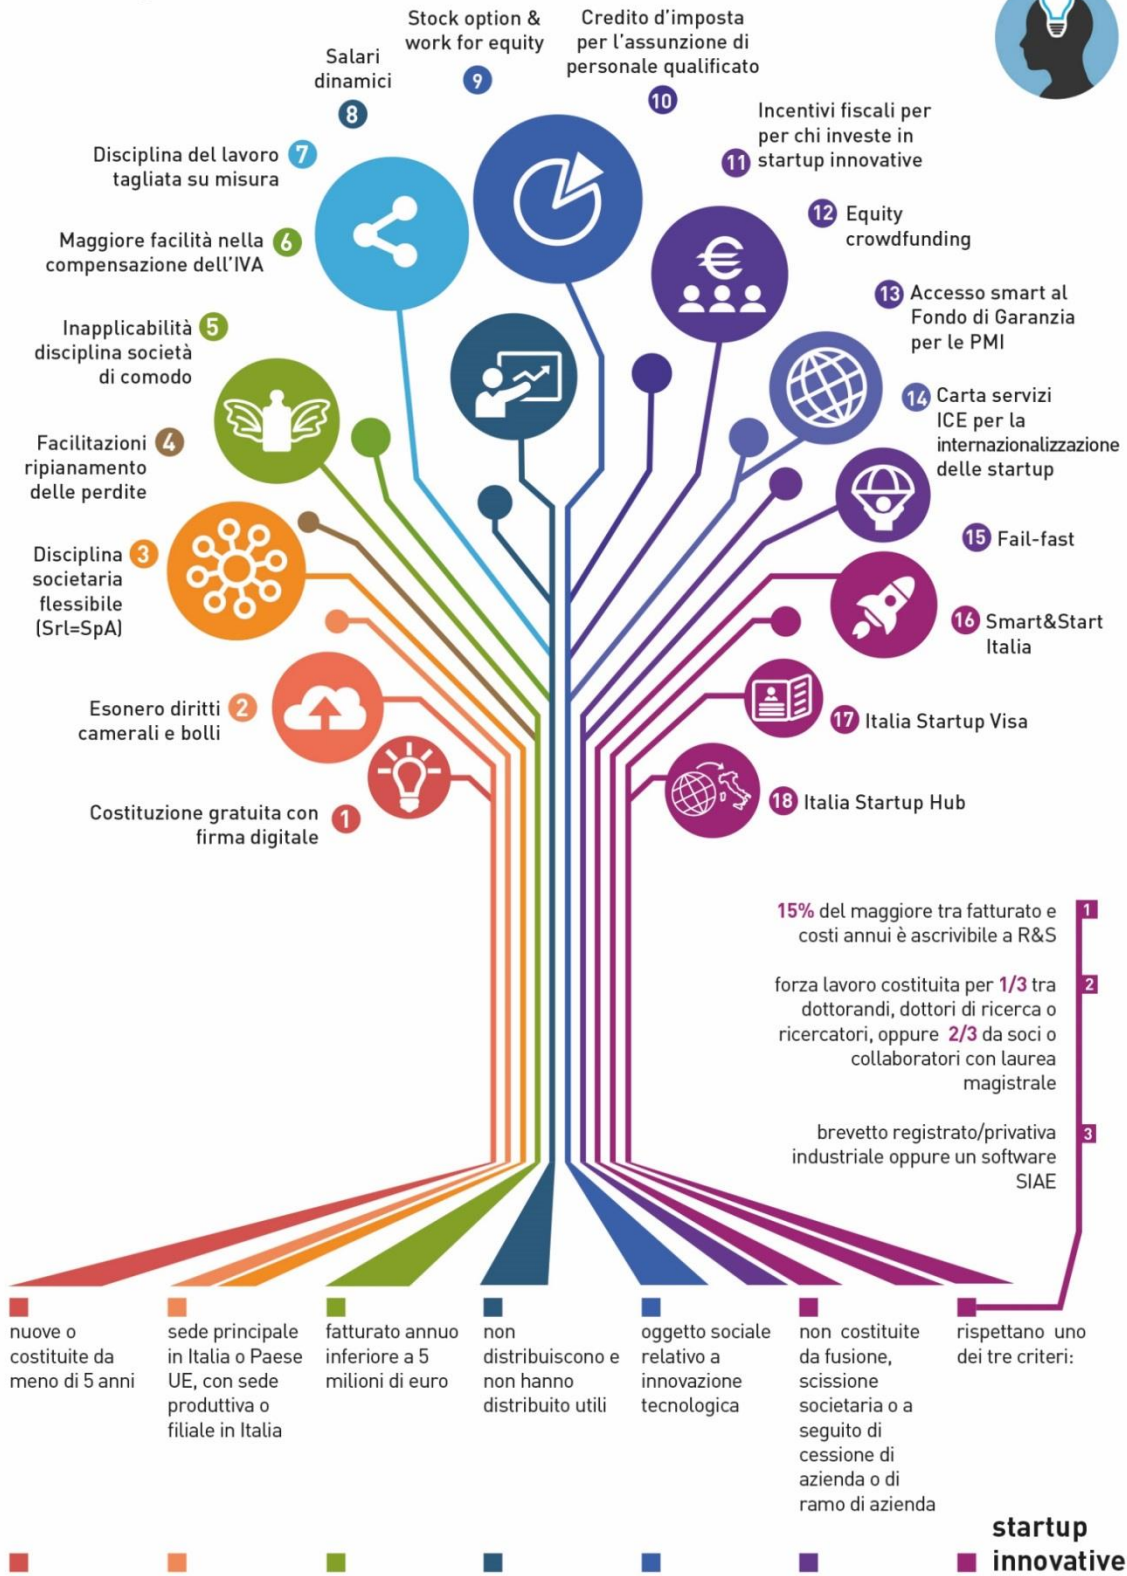 Stock option &
work for equity
9
Credito d'imposta
per l'assunzione di
personale qualificato
10
Salari
dinamici
8
Incentivi fiscali per
per chi investe in
11 startup innovative
Disciplina del lavoro 7
tagliata su misura
12 Equity
crowdfunding
Maggiore facilità nella 6
compensazione dell'IVA
13 Accesso smart al
Fondo di Garanzia
per le PMI
Inapplicabilità 5
disciplina società
di comodo
14 Carta servizi
ICE per la
internazionalizzazione
delle startup
Facilitazioni 4
ripianamento
delle perdite
15 Fail-fast
Disciplina 3
societaria
flessibile
(Srl=SpA)
16 Smart&Start
Italia
Esonero diritti 2
camerali e bolli
17 Italia Startup Visa
Costituzione gratuita con 1
firma digitale
18 Italia Startup Hub
€
15% del maggiore tra fatturato e 1
costi annui è ascrivibile a R&S
forza lavoro costituita per 1/3 tra 2
dottorandi, dottori di ricerca o
ricercatori, oppure 2/3 da soci o
collaboratori con laurea
magistrale
brevetto registrato/privativa 3
industriale oppure un software
SIAE
nuove o
costituite da
meno di 5 anni
sede principale
in Italia o Paese
UE, con sede
produttiva o
filiale in Italia
fatturato annuo
inferiore a 5
milioni di euro
non
distribuiscono e
non hanno
distribuito utili
oggetto sociale
relativo a
innovazione
tecnologica
non costituite
da fusione,
scissione
societaria o a
seguito di
cessione di
azienda o di
ramo di azienda
rispettano uno
dei tre criteri:
startup
innovative